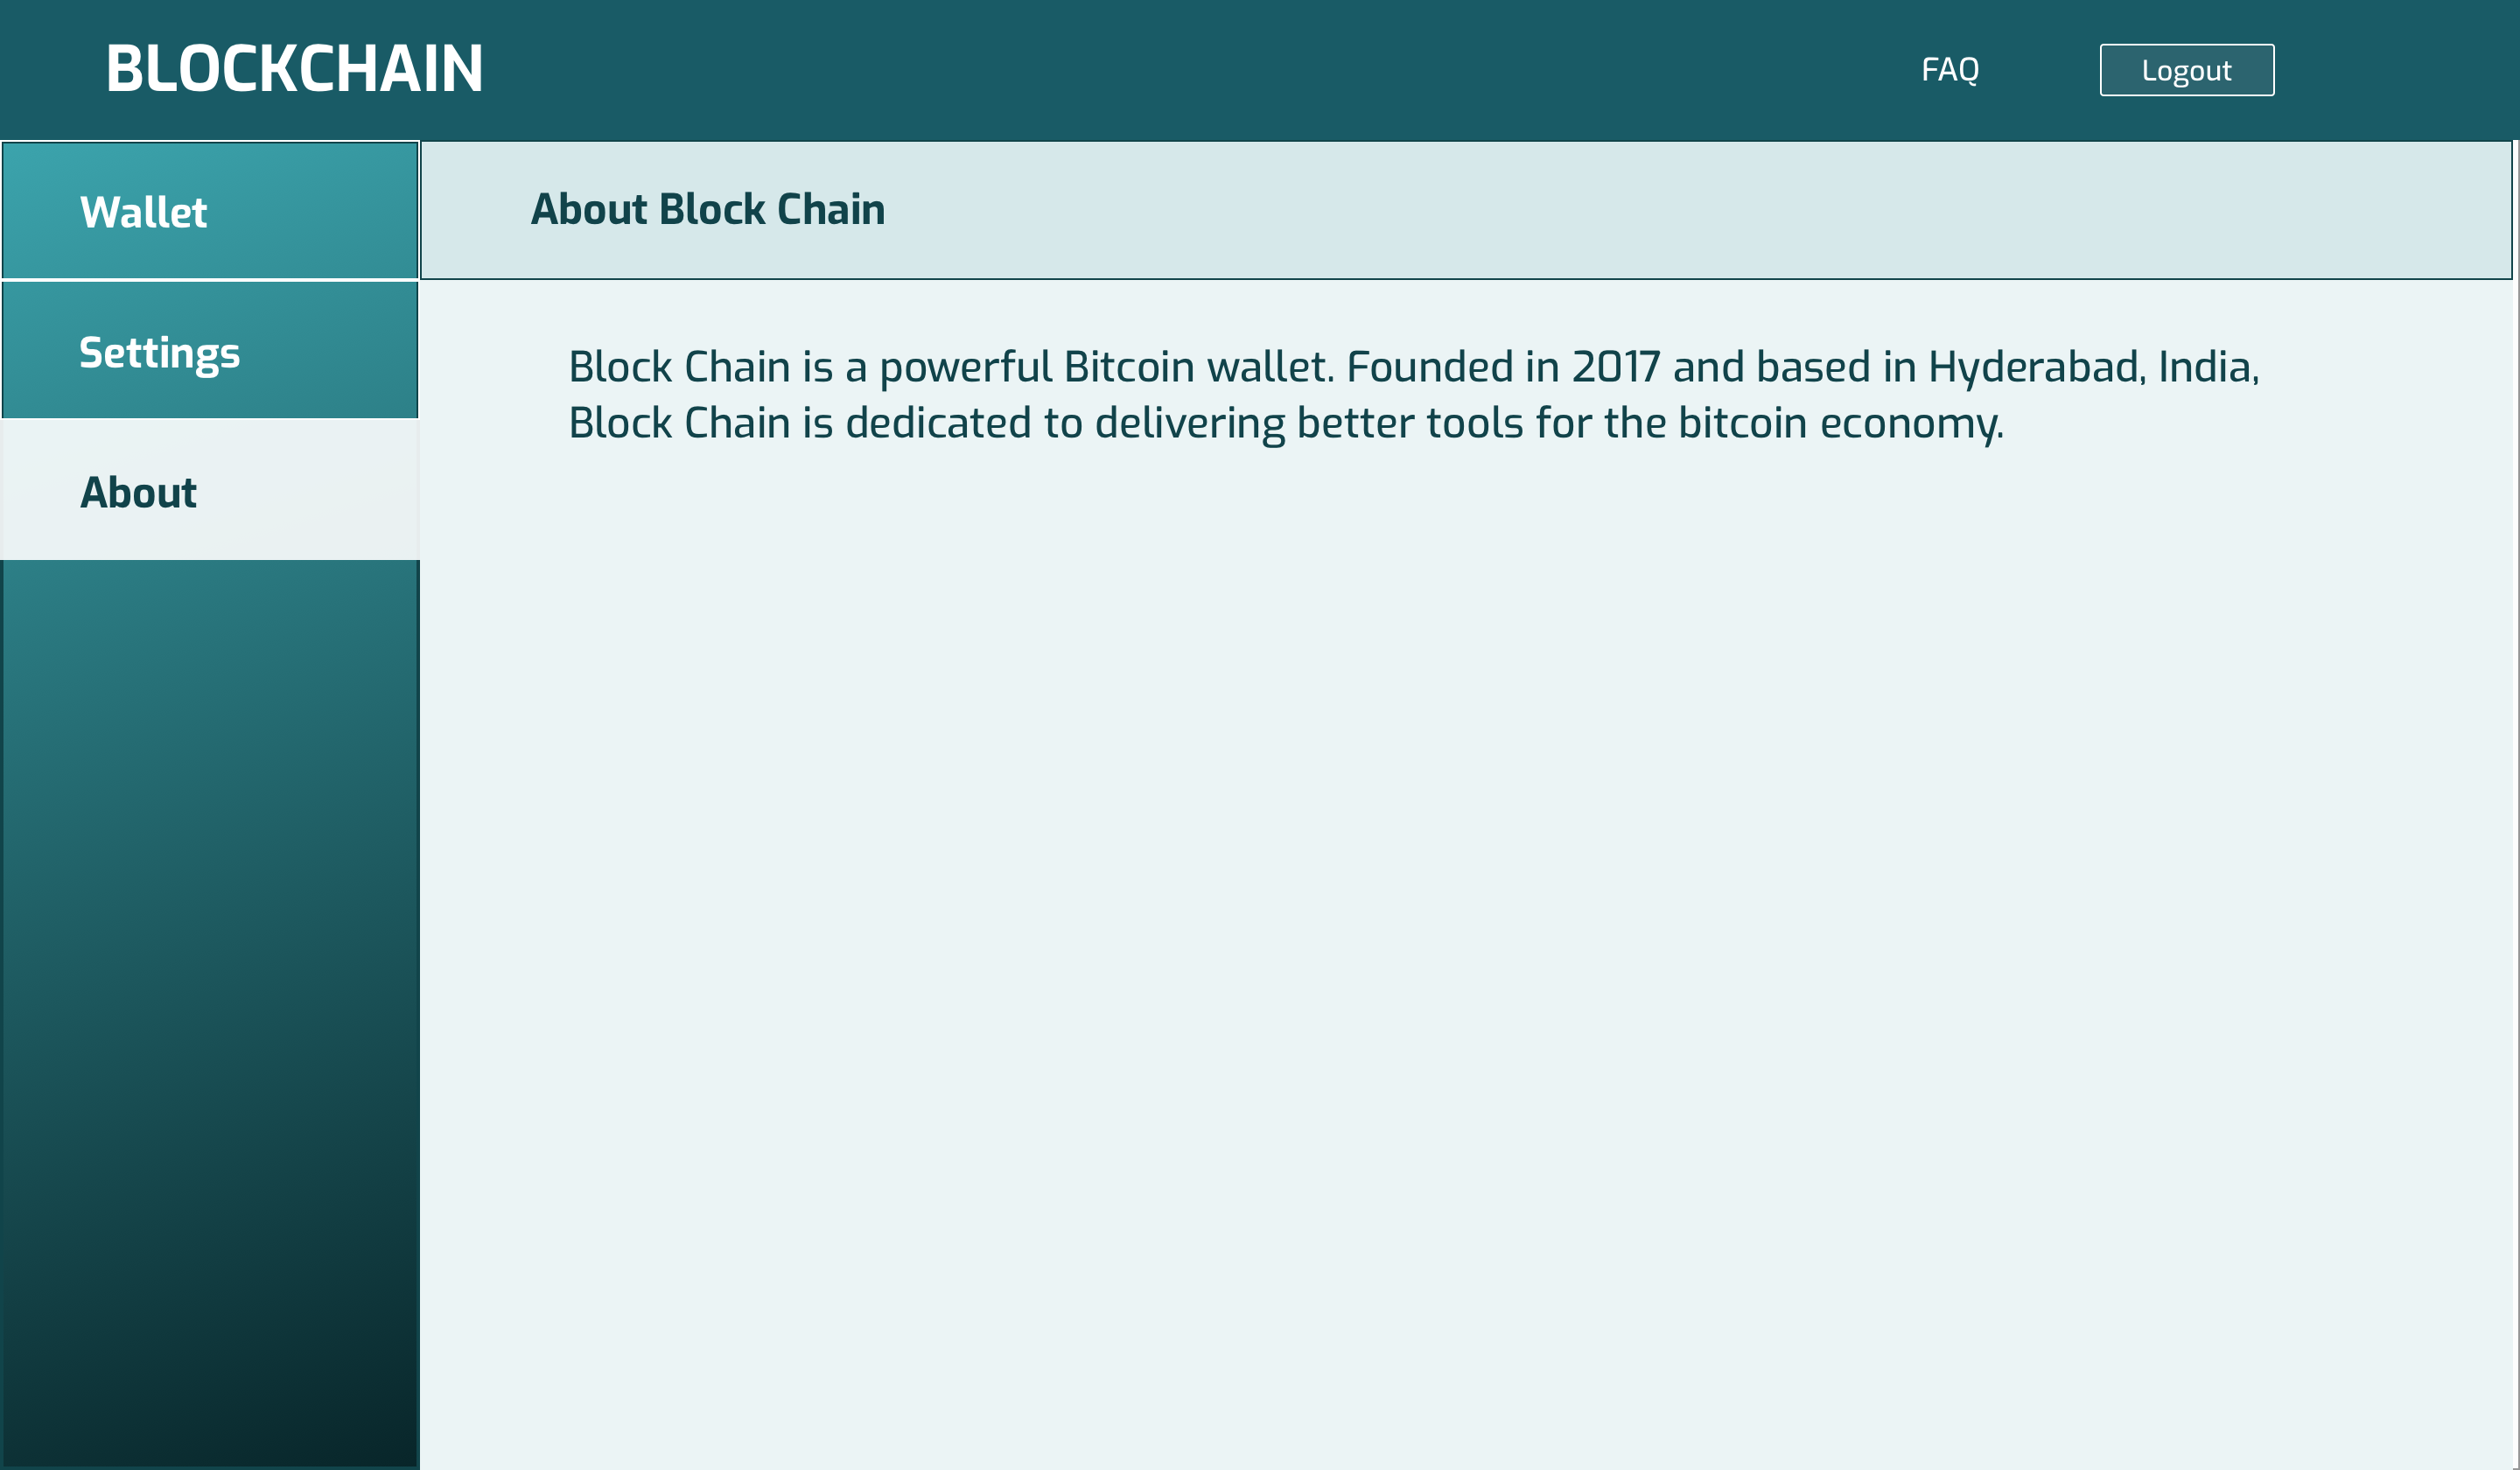 BLOCKCHAIN
FAQ
Logout
Wallet
Settings
About
About Block Chain
Block Chain is a powerful Bitcoin wallet. Founded in 2017 and based in Hyderabad, India,
Block Chain is dedicated to delivering better tools for the bitcoin economy.